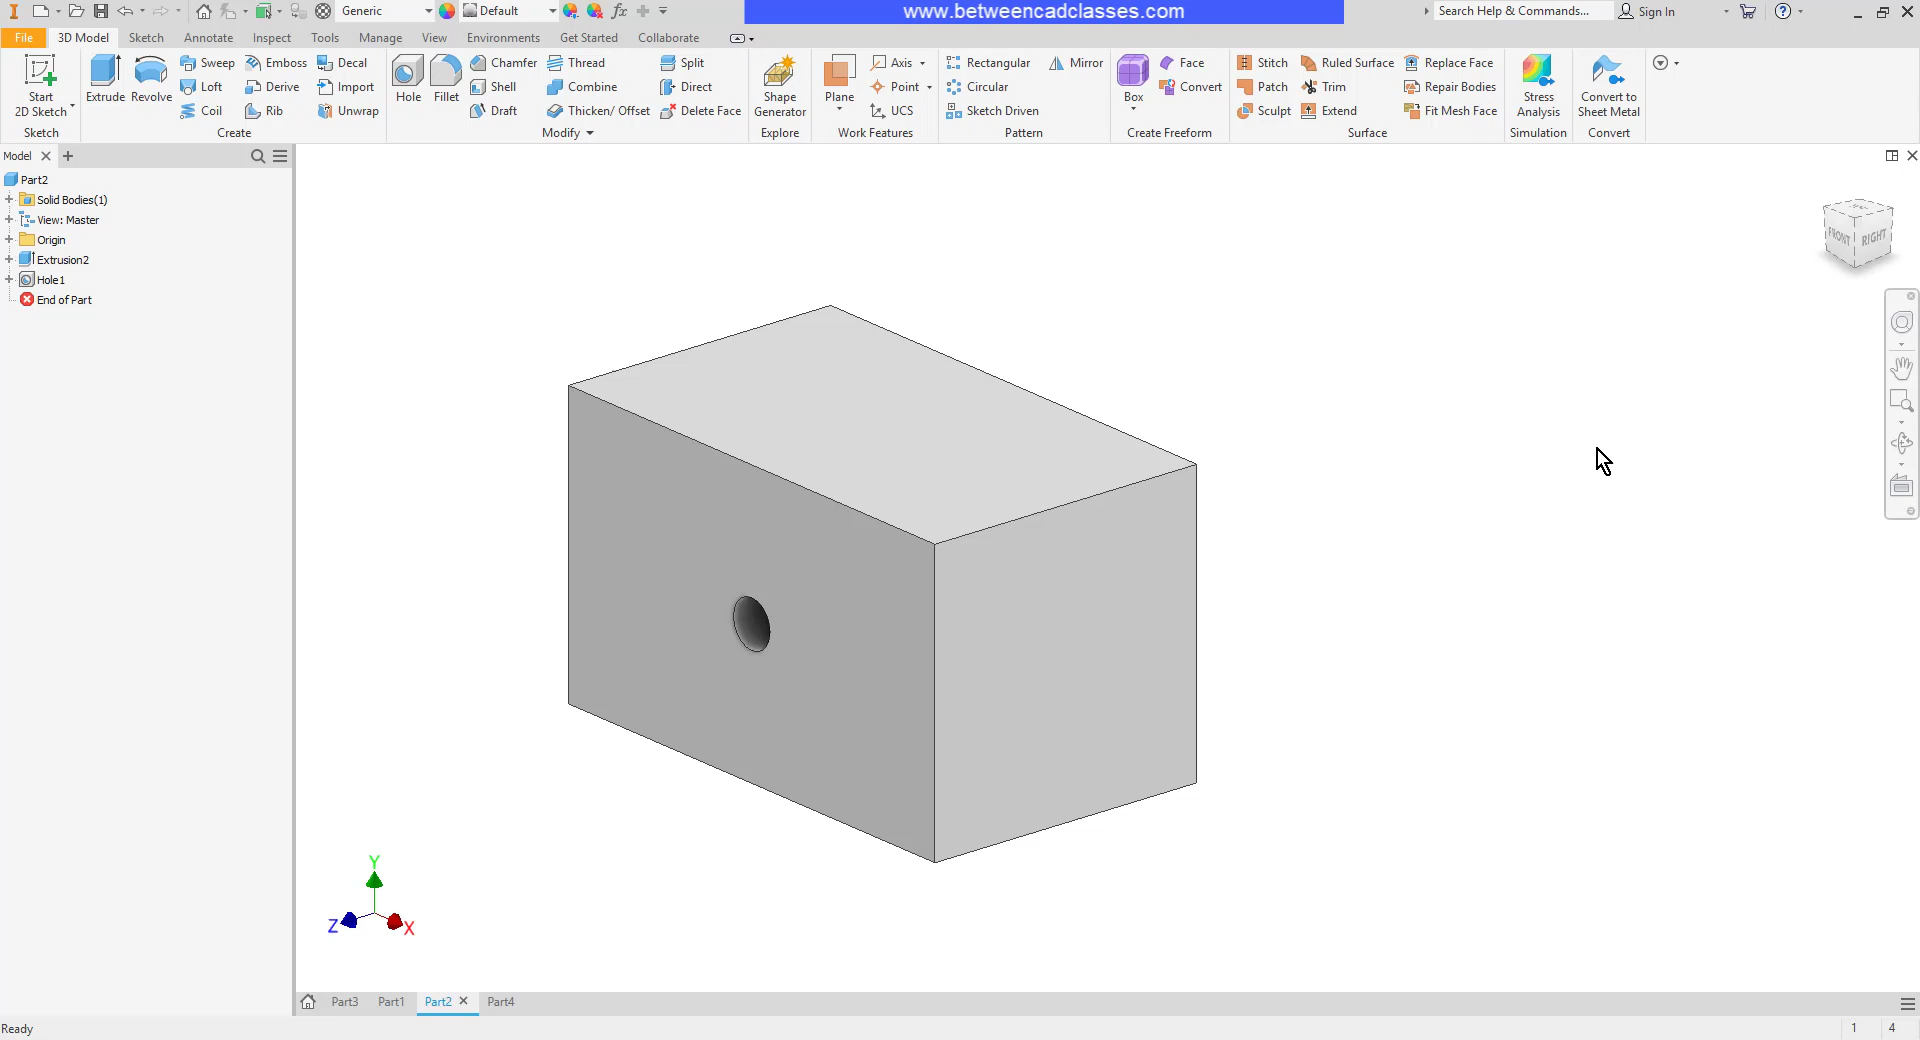 Generic
Default
www.betweencadclasses.com
Search Help & Commands...
Sign In
File
3D Model
Sketch
Annotate
Inspect
Tools
Manage
View
Environments
Get Started
Collaborate
Start
2D Sketch
Sketch
Extrude
Revolve
Sweep
Emboss
Decal
Loft
Derive
Import
Coil
Rib
Unwrap
Create
Hole
Fillet
Chamfer
Thread
Split
Shell
Combine
Direct
Draft
Thicken/ Offset
Delete Face
Modify
Shape
Generator
Explore
Plane
Axis
Point
UCS
Work Features
Rectangular
Mirror
Circular
Sketch Driven
Pattern
Box
Face
Convert
Create Freeform
Stitch
Ruled Surface
Replace Face
Patch
Trim
Repair Bodies
Sculpt
Extend
Fit Mesh Face
Surface
Stress
Analysis
Simulation
Convert to
Sheet Metal
Convert
Model
Part2
Solid Bodies(1)
View: Master
Origin
Extrusion2
Hole1
End of Part
FRONT
RIGHT
Y
Z
X
Part3
Part1
Part2
Part4
Ready
1
4